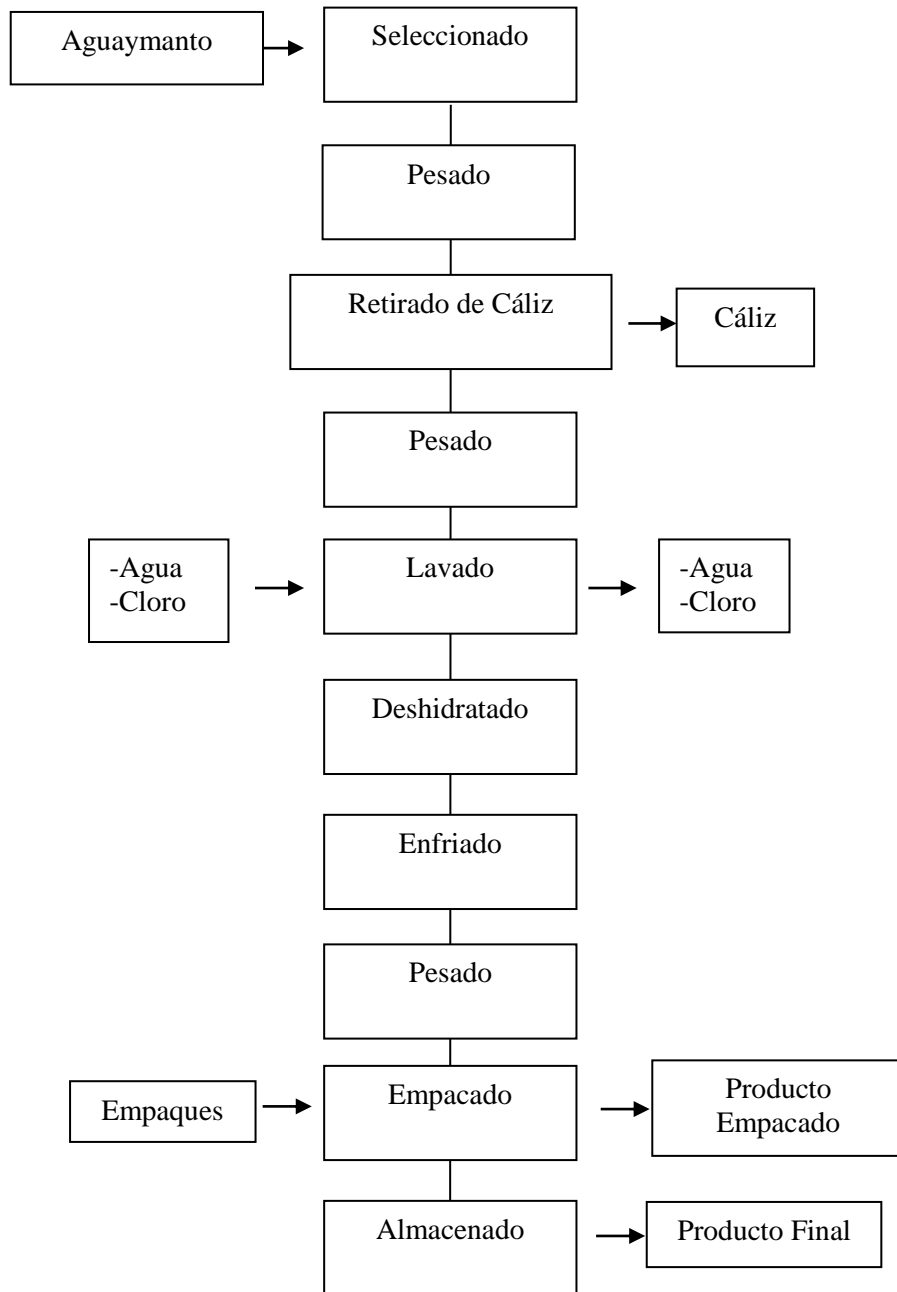 Aguaymanto
Seleccionado
Pesado
Retirado de Cáliz
Cáliz
Pesado
-Agua
-Cloro
Lavado
-Agua
-Cloro
Deshidratado
Enfriado
Pesado
Empaques
Empacado
Producto
Empacado
Almacenado
Producto Final